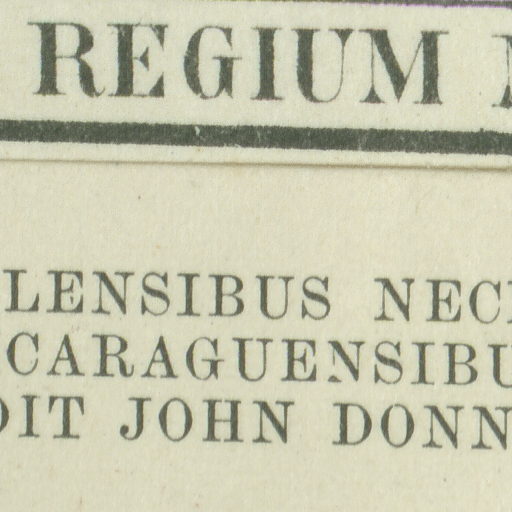 REGIUM
LENSIBUS NEC
CARAGUENSIBU
DIT JOHN DONN